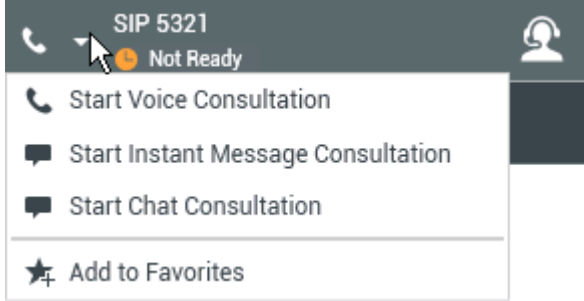 SIP 5321
Not Ready
Start Voice Consultation
Start Instant Message Consultation
Start Chat Consultation
Add to Favorites